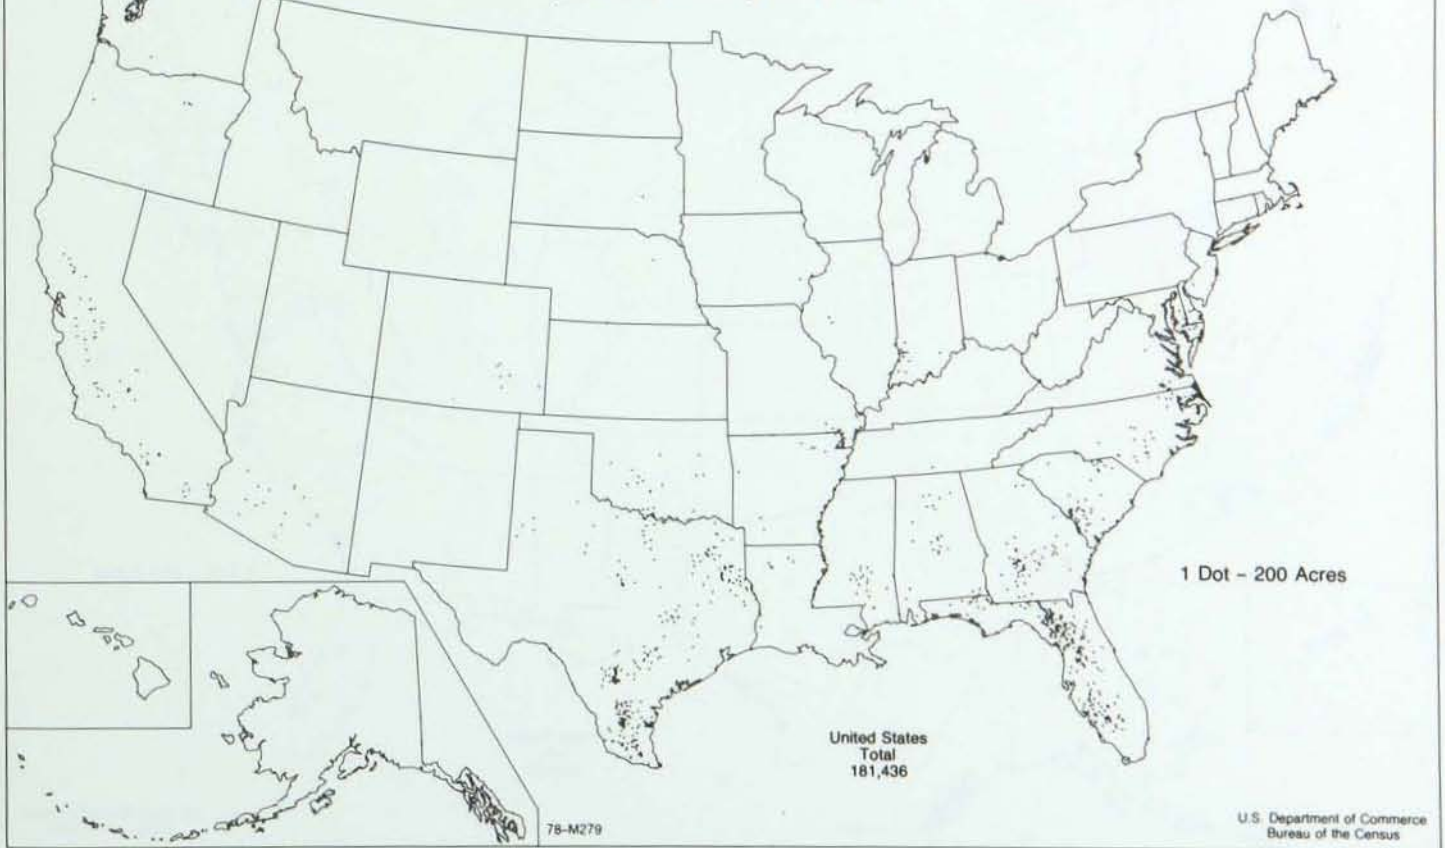 1 Dot – 200 Acres
United States
Total
181,436
78-M279
U.S. Department of Commerce
Bureau of the Census